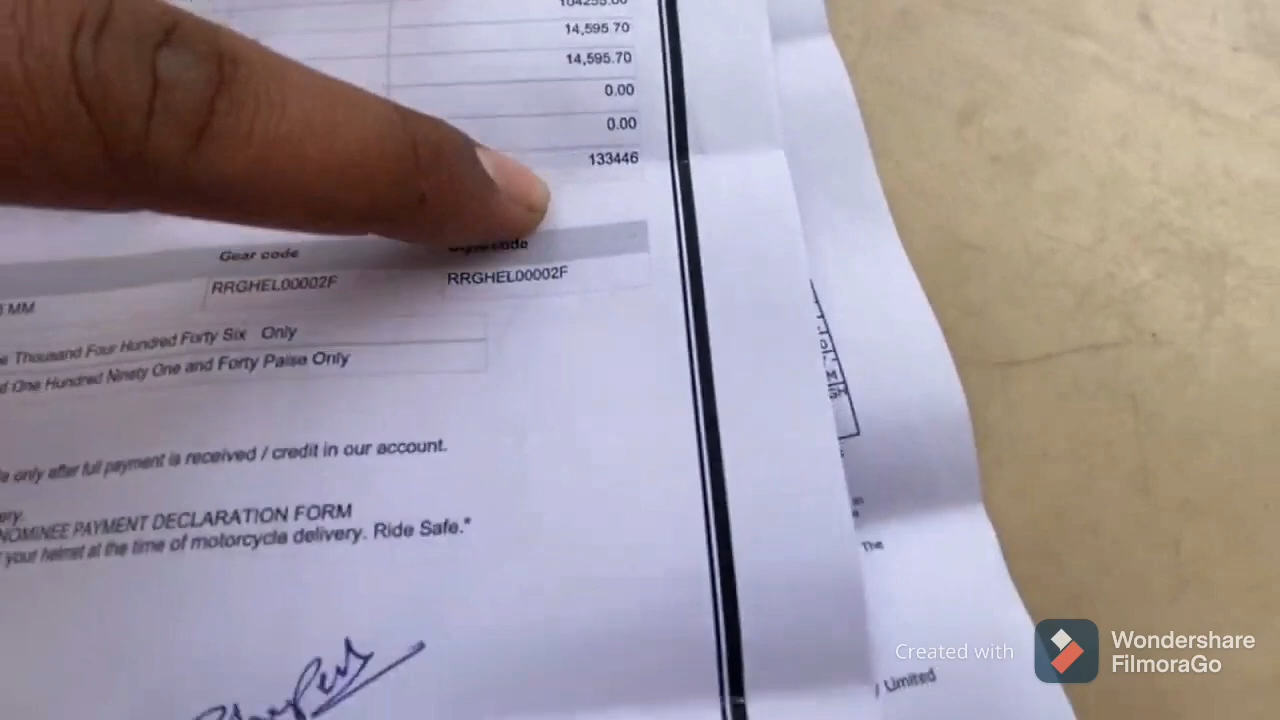 104255.00
14,595.70
14,595.70
0.00
0.00
133446
Gear code
code
RRGHEL00002F
RRGHEL00002F
MM
Thousand Four Hundred Forty Six Only
One Hundred Ninety One and Forty Paise Only
only after full payment is received / credit in our account.
NOMINEE PAYMENT DECLARATION FORM
your helmet at the time of motorcycle delivery. Ride Safe.*
The
/ Limited
Created with
Wondershare
FilmoraGo